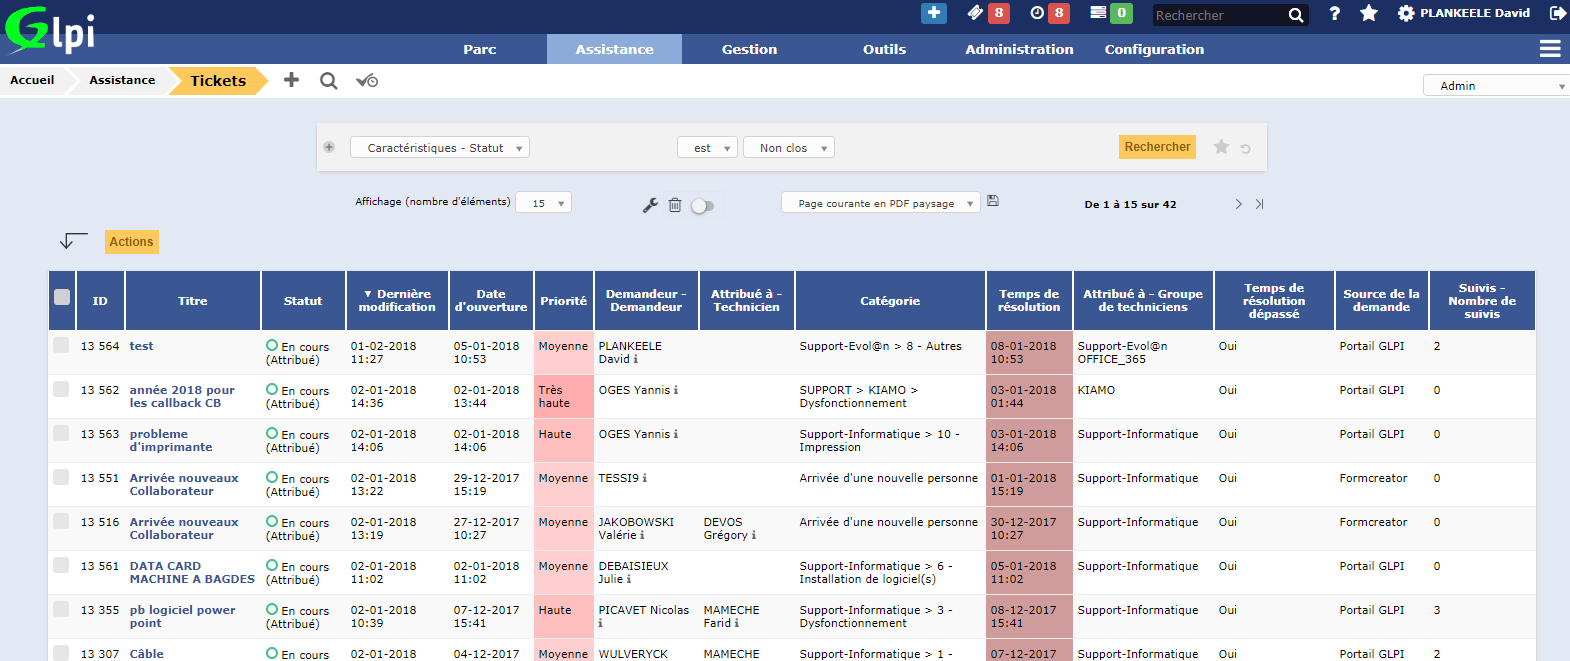 Glpi
8
8
0
Rechercher
?
PLANKEELE David
Parc
Assistance
Gestion
Outils
Administration
Configuration
Accueil
Assistance
Tickets
Admin
Caractéristiques - Statut
est
Non clos
Rechercher
Affichage (nombre d'éléments)
15
Page courante en PDF paysage
De 1 à 15 sur 42
Actions
ID
Titre
Statut
▼ Dernière
modification
Date
d'ouverture
Priorité
Demandeur -
Demandeur
Attribué à -
Technicien
Catégorie
Temps de
résolution
Attribué à - Groupe
de techniciens
Temps de
résolution
dépassé
Source de la
demande
Suivis -
Nombre de
suivis
13 564 test En cours 01-02-2018 05-01-2018 Moyenne PLANKEELE Support-Evol@n > 8 - Autres 08-01-2018 Support-Evol@n Oui Portail GLPI 2
(Attribué) 11:27 10:53 David 10:53 OFFICE_365
13 562 année 2018 pour En cours 02-01-2018 02-01-2018 Très OGES Yannis SUPPORT > KIAMO > 03-01-2018 KIAMO Oui Portail GLPI 0
les callback CB (Attribué) 14:36 13:44 haute Dysfonctionnement 01:44
13 563 probleme En cours 02-01-2018 02-01-2018 Haute OGES Yannis Support-Informatique > 10 - 03-01-2018 Support-Informatique Oui Portail GLPI 0
d'imprimante (Attribué) 14:06 14:06 Impression 14:06
13 551 Arrivée nouveaux En cours 02-01-2018 29-12-2017 Moyenne TESSI9 Arrivée d'une nouvelle personne 01-01-2018 Support-Informatique Oui Formcreator 0
Collaborateur (Attribué) 13:22 15:19 15:19
13 516 Arrivée nouveaux En cours 02-01-2018 27-12-2017 Moyenne JAKOBOWSKI DEVOS Arrivée d'une nouvelle personne 30-12-2017 Support-Informatique Oui Formcreator 0
Collaborateur (Attribué) 13:19 10:27 Valérie Grégory 10:27
13 561 DATA CARD En cours 02-01-2018 02-01-2018 Moyenne DEBAISIEUX Support-Informatique > 6 - 05-01-2018 Support-Informatique Oui Portail GLPI 0
MACHINE A BAGDES (Attribué) 11:02 11:02 Julie Installation de logiciel(s) 11:02
13 355 pb logiciel power En cours 02-01-2018 07-12-2017 Haute PICAVET Nicolas MAMECHE Support-Informatique > 3 - 08-12-2017 Support-Informatique Oui Portail GLPI 3
point (Attribué) 10:39 15:41 Farid Dysfonctionnement 15:41
13 307 Câble En cours 02-01-2018 04-12-2017 Moyenne WULVERYCK MAMECHE Support-Informatique > 1 - 07-12-2017 Support-Informatique Oui Portail GLPI 2